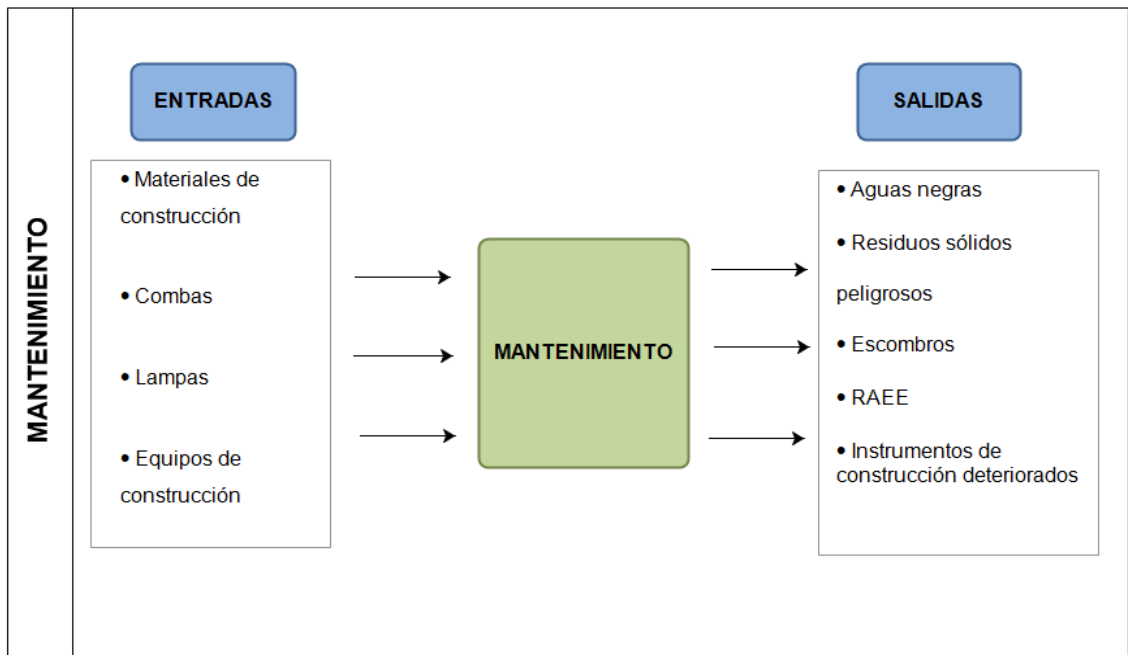 MANTENIMIENTO
ENTRADAS
• Materiales de
construcción
• Combas
• Lampas
• Equipos de
construcción
MANTENIMIENTO
SALIDAS
• Aguas negras
• Residuos sólidos
peligrosos
• Escombros
• RAEE
• Instrumentos de
construcción deteriorados